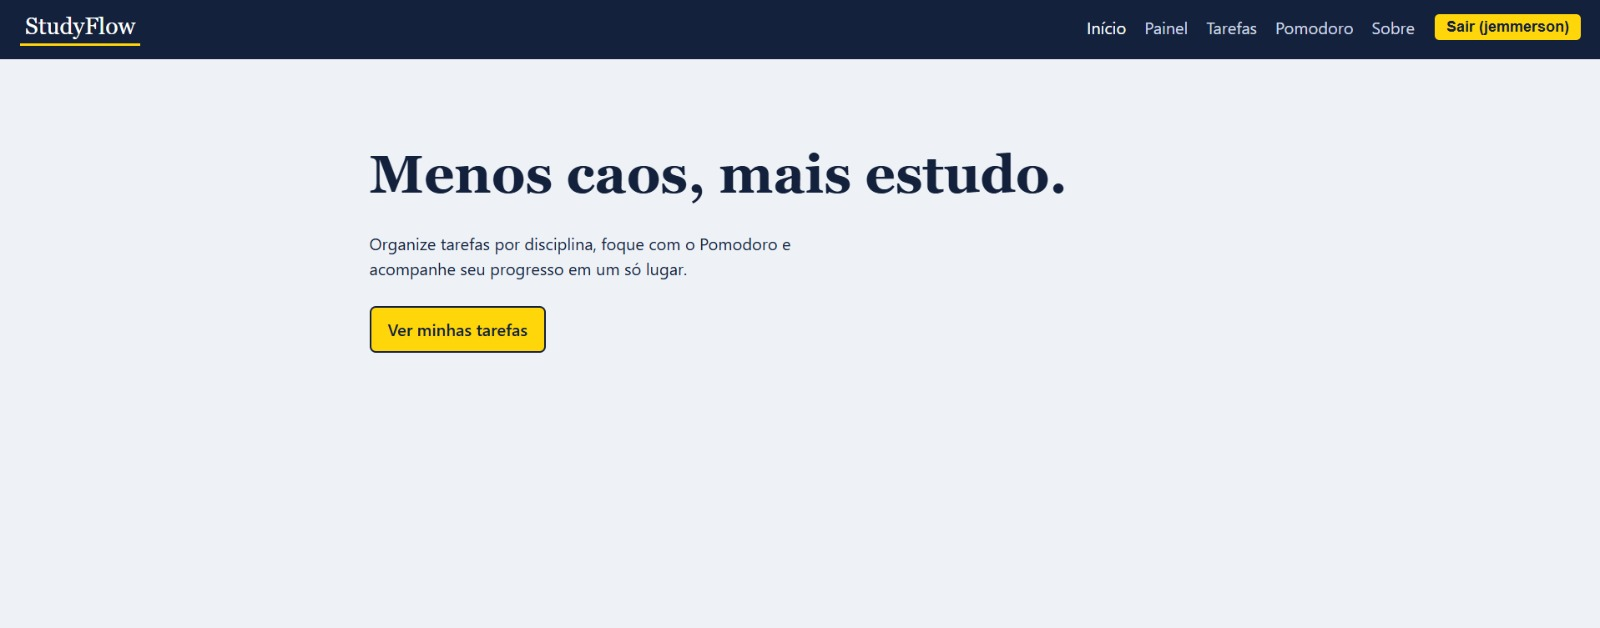 StudyFlow
Início Painel Tarefas Pomodoro Sobre Sair (jemmerson)
Menos caos, mais estudo.
Organize tarefas por disciplina, foque com o Pomodoro e
acompanhe seu progresso em um só lugar.
Ver minhas tarefas